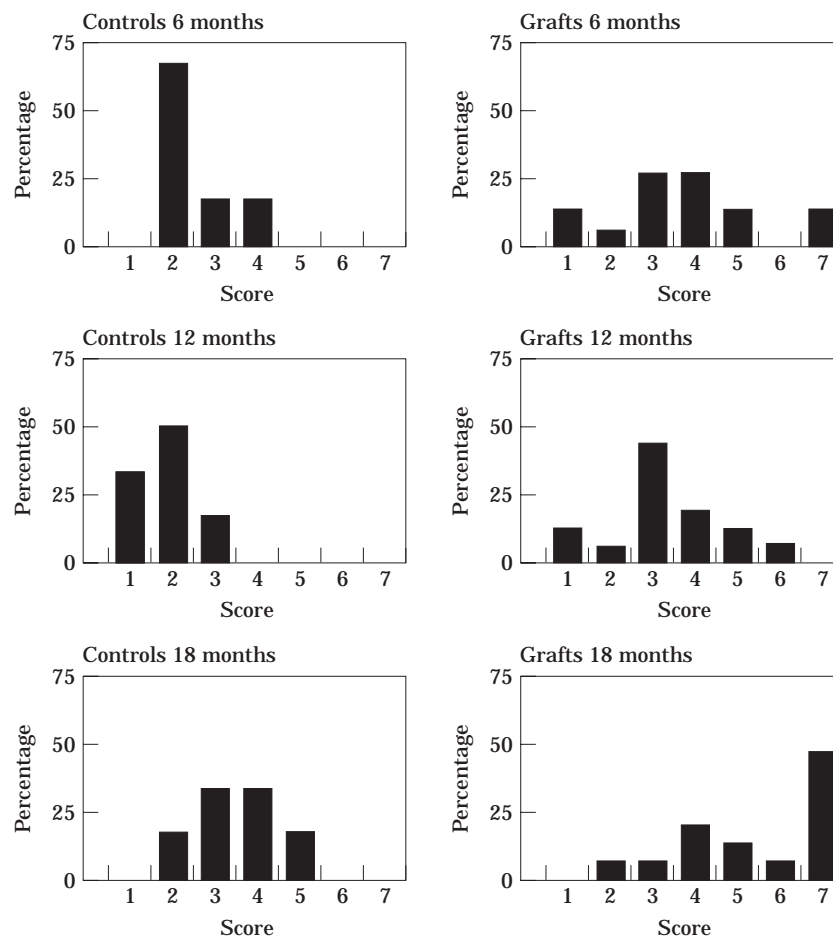 Controls 6 months
75
50
25
0
Percentage
1 2 3 4 5 6 7
Score
Grafts 6 months
75
50
25
0
Percentage
1 2 3 4 5 6 7
Score
Controls 12 months
75
50
25
0
Percentage
1 2 3 4 5 6 7
Score
Grafts 12 months
75
50
25
0
Percentage
1 2 3 4 5 6 7
Score
Controls 18 months
75
50
25
0
Percentage
1 2 3 4 5 6 7
Score
Grafts 18 months
75
50
25
0
Percentage
1 2 3 4 5 6 7
Score